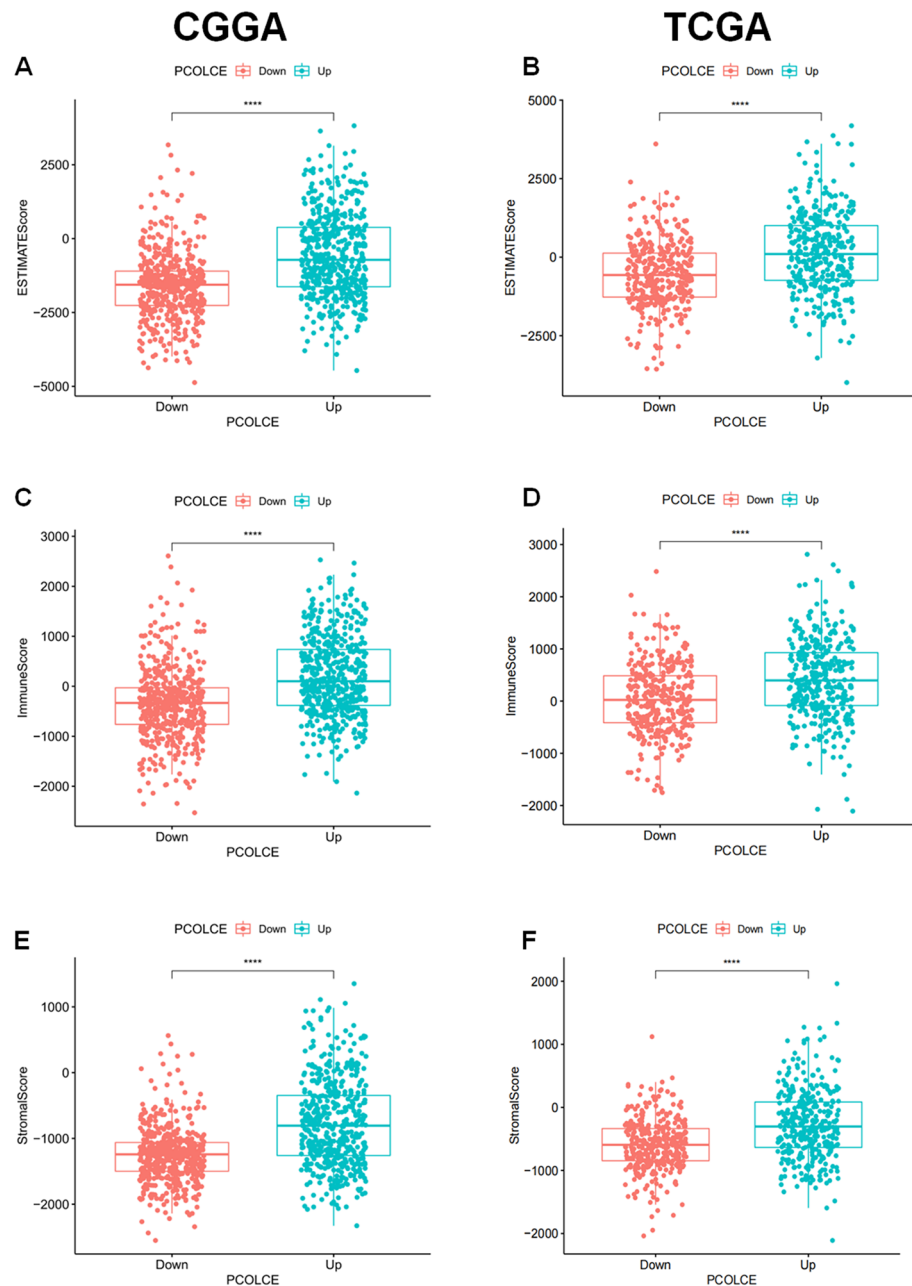 CGGA
TCGA
A
PCOLCE Down Up
****
ESTIMATEScore
2500
0
−2500
−5000
Down Up
PCOLCE
B
PCOLCE Down Up
****
ESTIMATEScore
5000
2500
0
−2500
Down Up
PCOLCE
C
PCOLCE Down Up
****
ImmuneScore
3000
2000
1000
0
−1000
−2000
Down Up
PCOLCE
D
PCOLCE Down Up
****
ImmuneScore
3000
2000
1000
0
−1000
−2000
Down Up
PCOLCE
E
PCOLCE Down Up
****
StromalScore
1000
0
−1000
−2000
Down Up
PCOLCE
F
PCOLCE Down Up
****
StromalScore
2000
1000
0
−1000
−2000
Down Up
PCOLCE